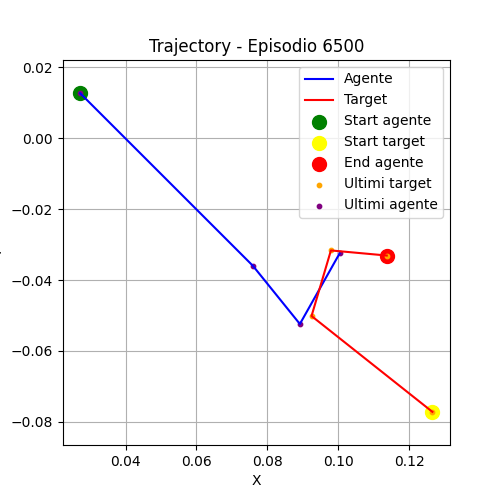 Trajectory - Episodio 6500
0.02
0.00
−0.02
−0.04
−0.06
−0.08
0.04
0.06
0.08
0.10
0.12
X
Agente
Target
Start agente
Start target
End agente
Ultimi target
Ultimi agente